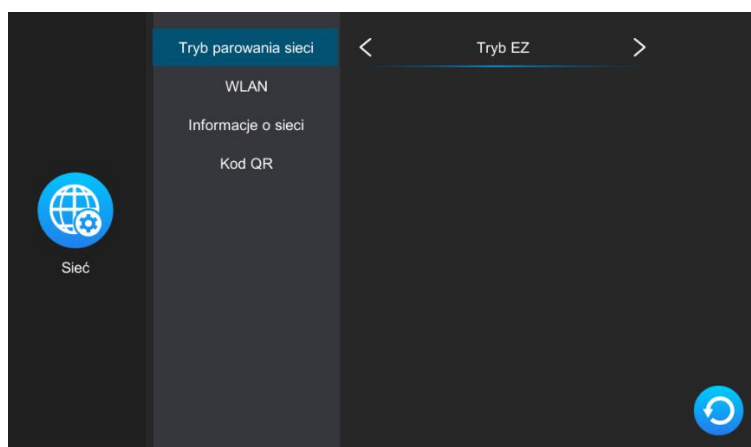 Tryb parowania sieci
Tryb EZ
WLAN
Informacje o sieci
Kod QR
Sieć